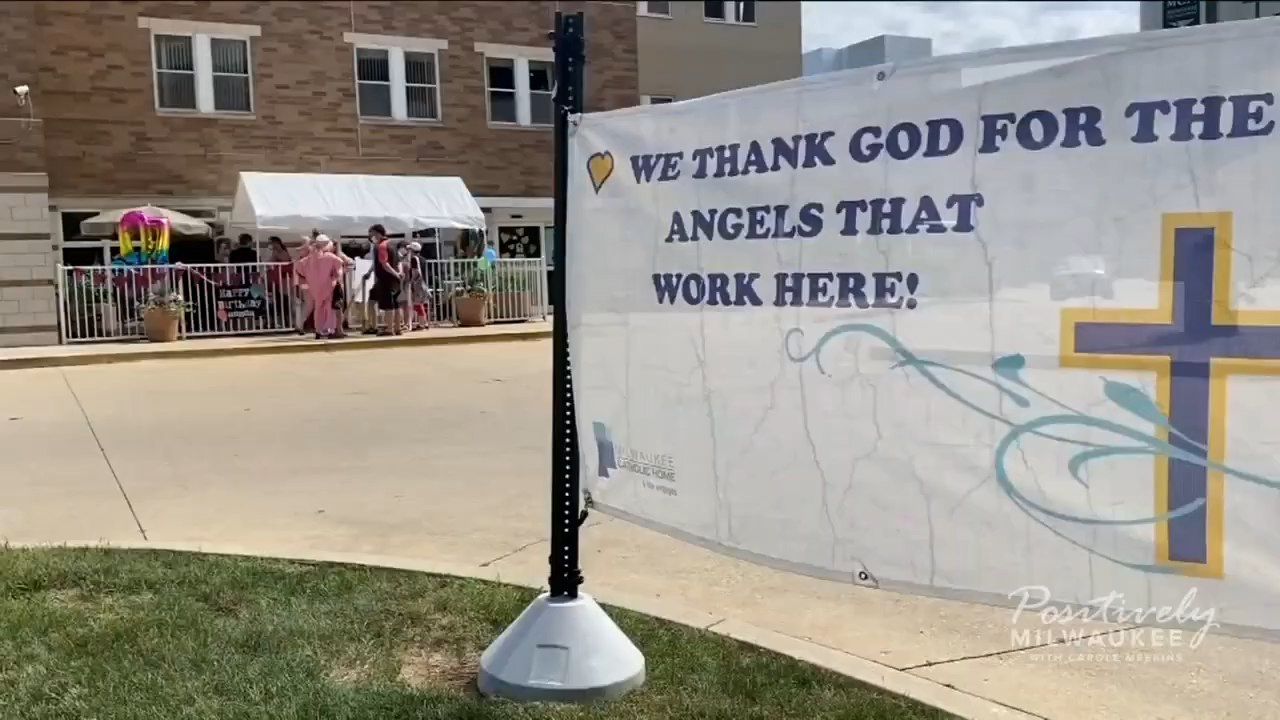 WE THANK GOD FOR THE
ANGELS THAT
WORK HERE!
Happy
Birthday
MILWAUKEE
CATHOLIC HOME
Positively
MILWAUKEE
WITH CAROLE MEEKINS